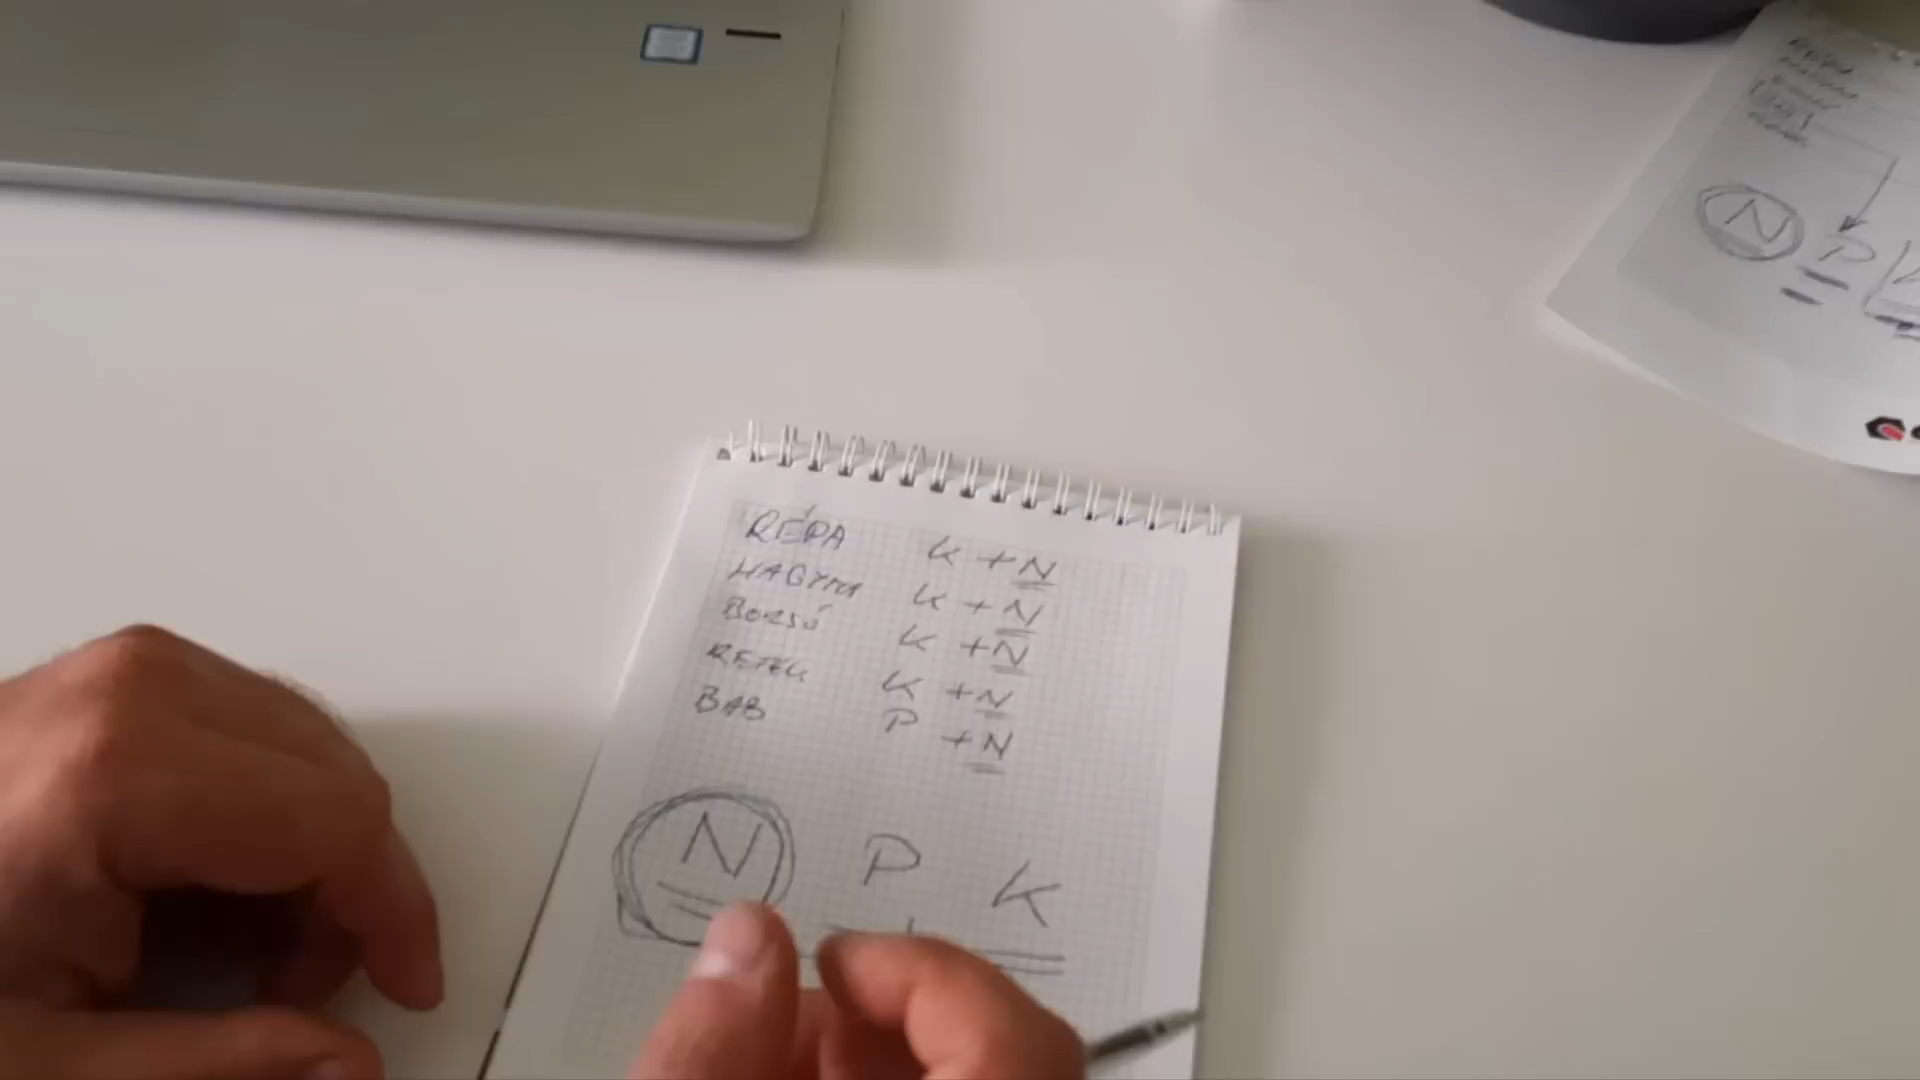 RÉPA K + N
HAGYMA K + N
BORSÓ K + N
RETEK K + N
BAB P + N
N P K
N P K